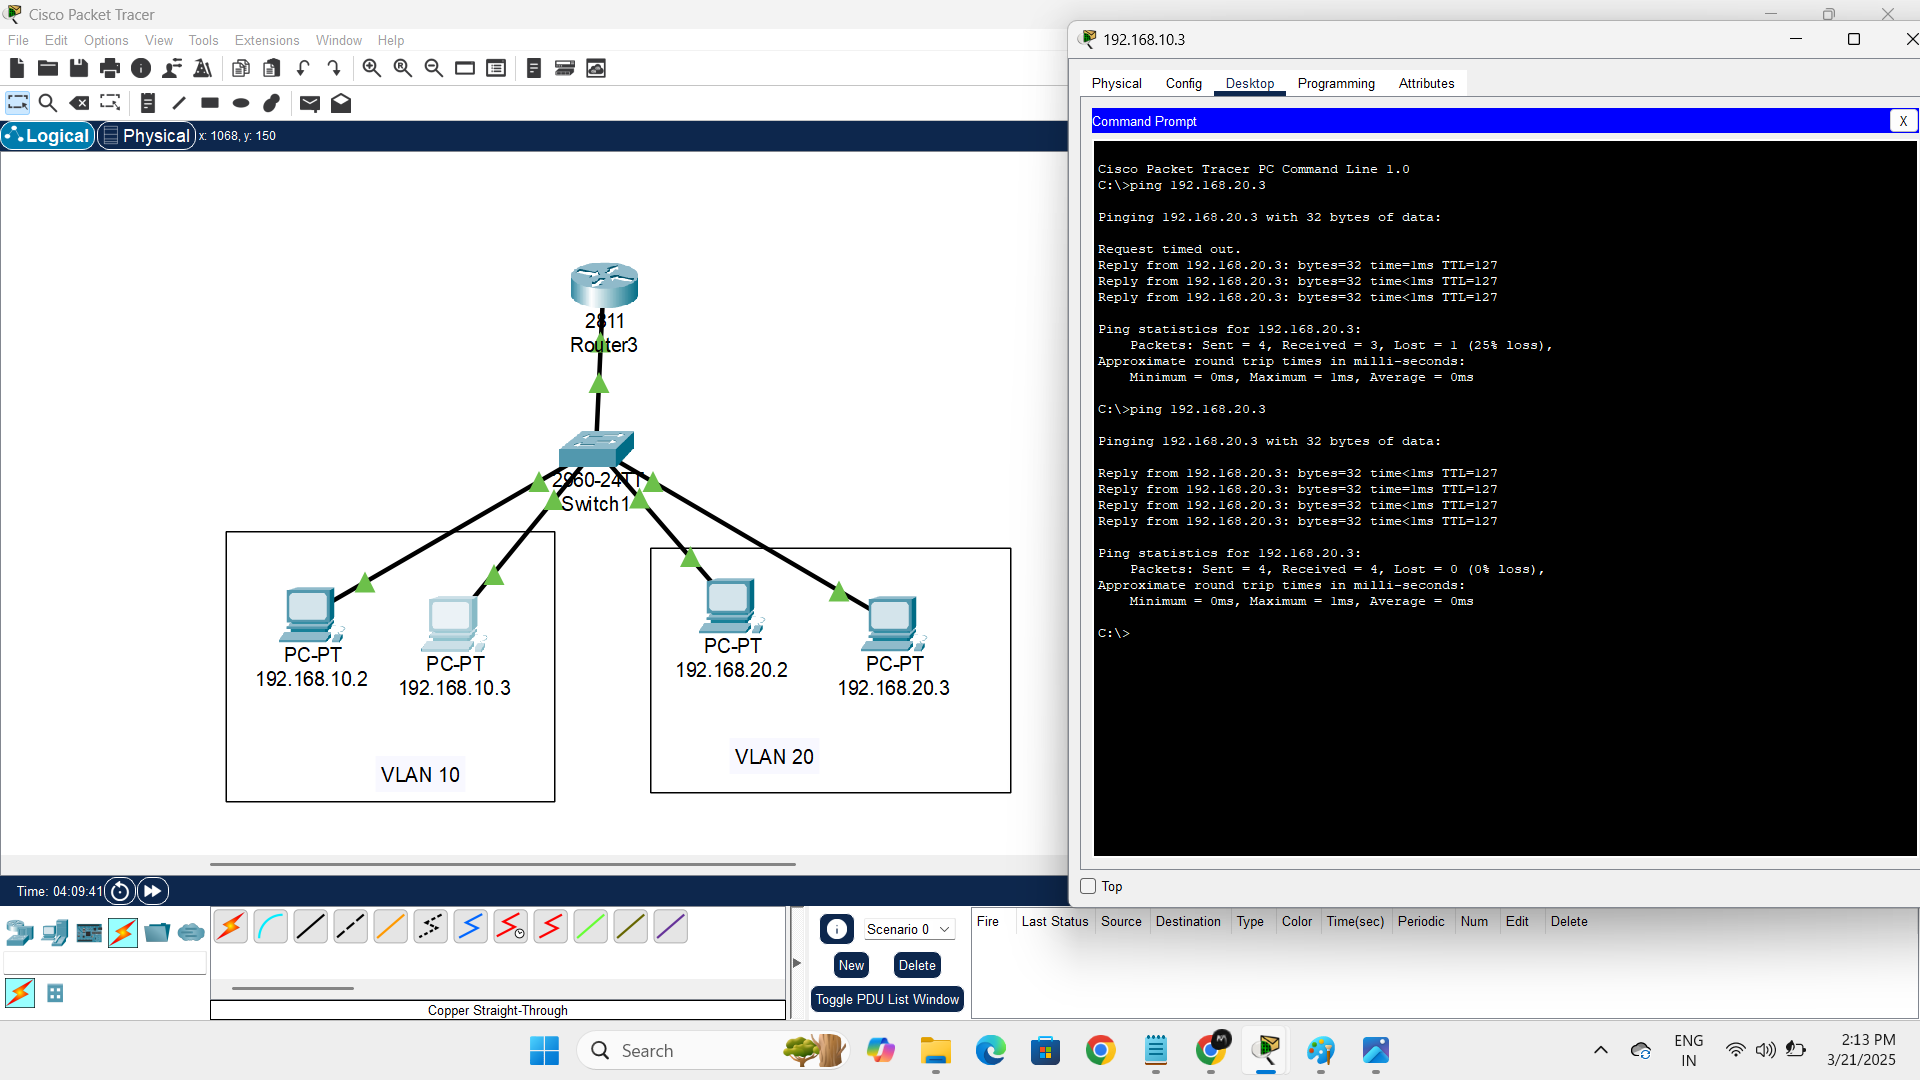 Cisco Packet Tracer
File Edit Options View Tools Extensions Window Help
Logical Physical x: 1068, y: 150
2811
Router3
2960-24TT
Switch1
PC-PT
192.168.10.2
PC-PT
192.168.10.3
PC-PT
192.168.20.2
PC-PT
192.168.20.3
VLAN 10
VLAN 20
192.168.10.3
Physical Config Desktop Programming Attributes
Command Prompt
X
Cisco Packet Tracer PC Command Line 1.0
C:\>ping 192.168.20.3
Pinging 192.168.20.3 with 32 bytes of data:
Request timed out.
Reply from 192.168.20.3: bytes=32 time=1ms TTL=127
Reply from 192.168.20.3: bytes=32 time<1ms TTL=127
Reply from 192.168.20.3: bytes=32 time<1ms TTL=127
Ping statistics for 192.168.20.3:
Packets: Sent = 4, Received = 3, Lost = 1 (25% loss),
Approximate round trip times in milli-seconds:
Minimum = 0ms, Maximum = 1ms, Average = 0ms
C:\>ping 192.168.20.3
Pinging 192.168.20.3 with 32 bytes of data:
Reply from 192.168.20.3: bytes=32 time<1ms TTL=127
Reply from 192.168.20.3: bytes=32 time=1ms TTL=127
Reply from 192.168.20.3: bytes=32 time<1ms TTL=127
Reply from 192.168.20.3: bytes=32 time<1ms TTL=127
Ping statistics for 192.168.20.3:
Packets: Sent = 4, Received = 4, Lost = 0 (0% loss),
Approximate round trip times in milli-seconds:
Minimum = 0ms, Maximum = 1ms, Average = 0ms
C:\>
Top
Time: 04:09:41
Copper Straight-Through
Scenario 0
New Delete
Toggle PDU List Window
Fire Last Status Source Destination Type Color Time(sec) Periodic Num Edit Delete
Search
M
ENG
IN
2:13 PM
3/21/2025